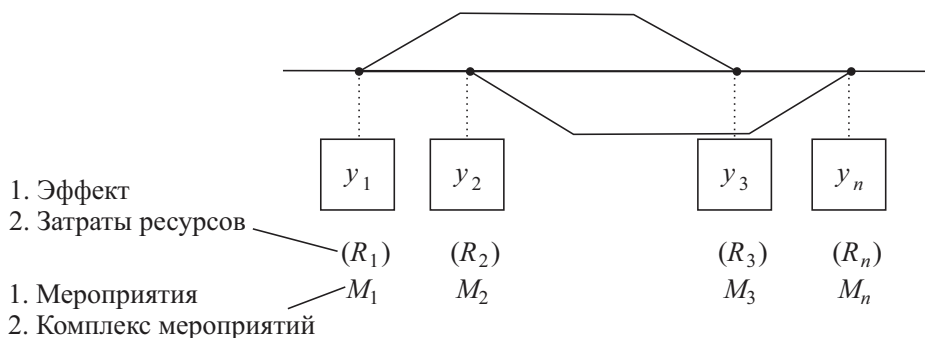 y₁ y₂ y₃ yₙ
1. Эффект
2. Затраты ресурсов
(R₁) (R₂) (R₃) (Rₙ)
1. Мероприятия
M₁ M₂ M₃ Mₙ
2. Комплекс мероприятий